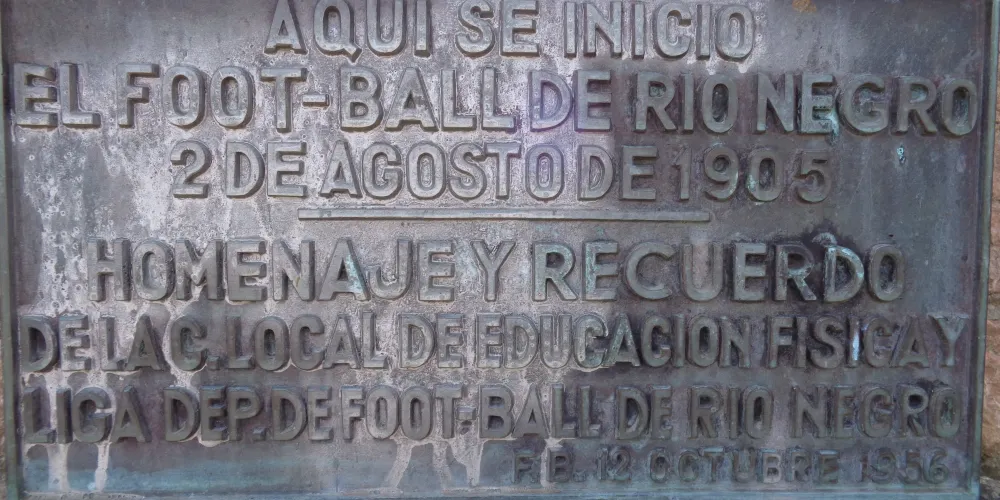 AQUI SE INICIO
EL FOOT-BALL DE RIO NEGRO
2 DE AGOSTO DE 1905
HOMENAJE Y RECUERDO
DE LA C. LOCAL DE EDUCACION FISICA Y
LIGA DEP. DE FOOT-BALL DE RIO NEGRO
F.B. 12 OCTUBRE 1956